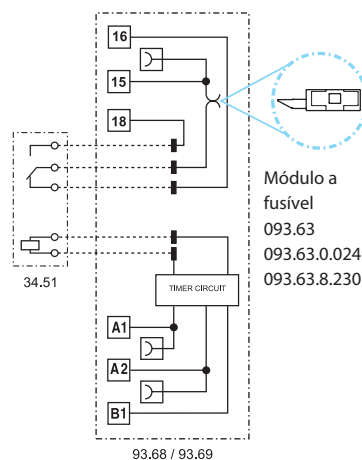 16
15
18
34.51
TIMER CIRCUIT
A1
A2
B1
93.68 / 93.69
Módulo a
fusível
093.63
093.63.0.024
093.63.8.230